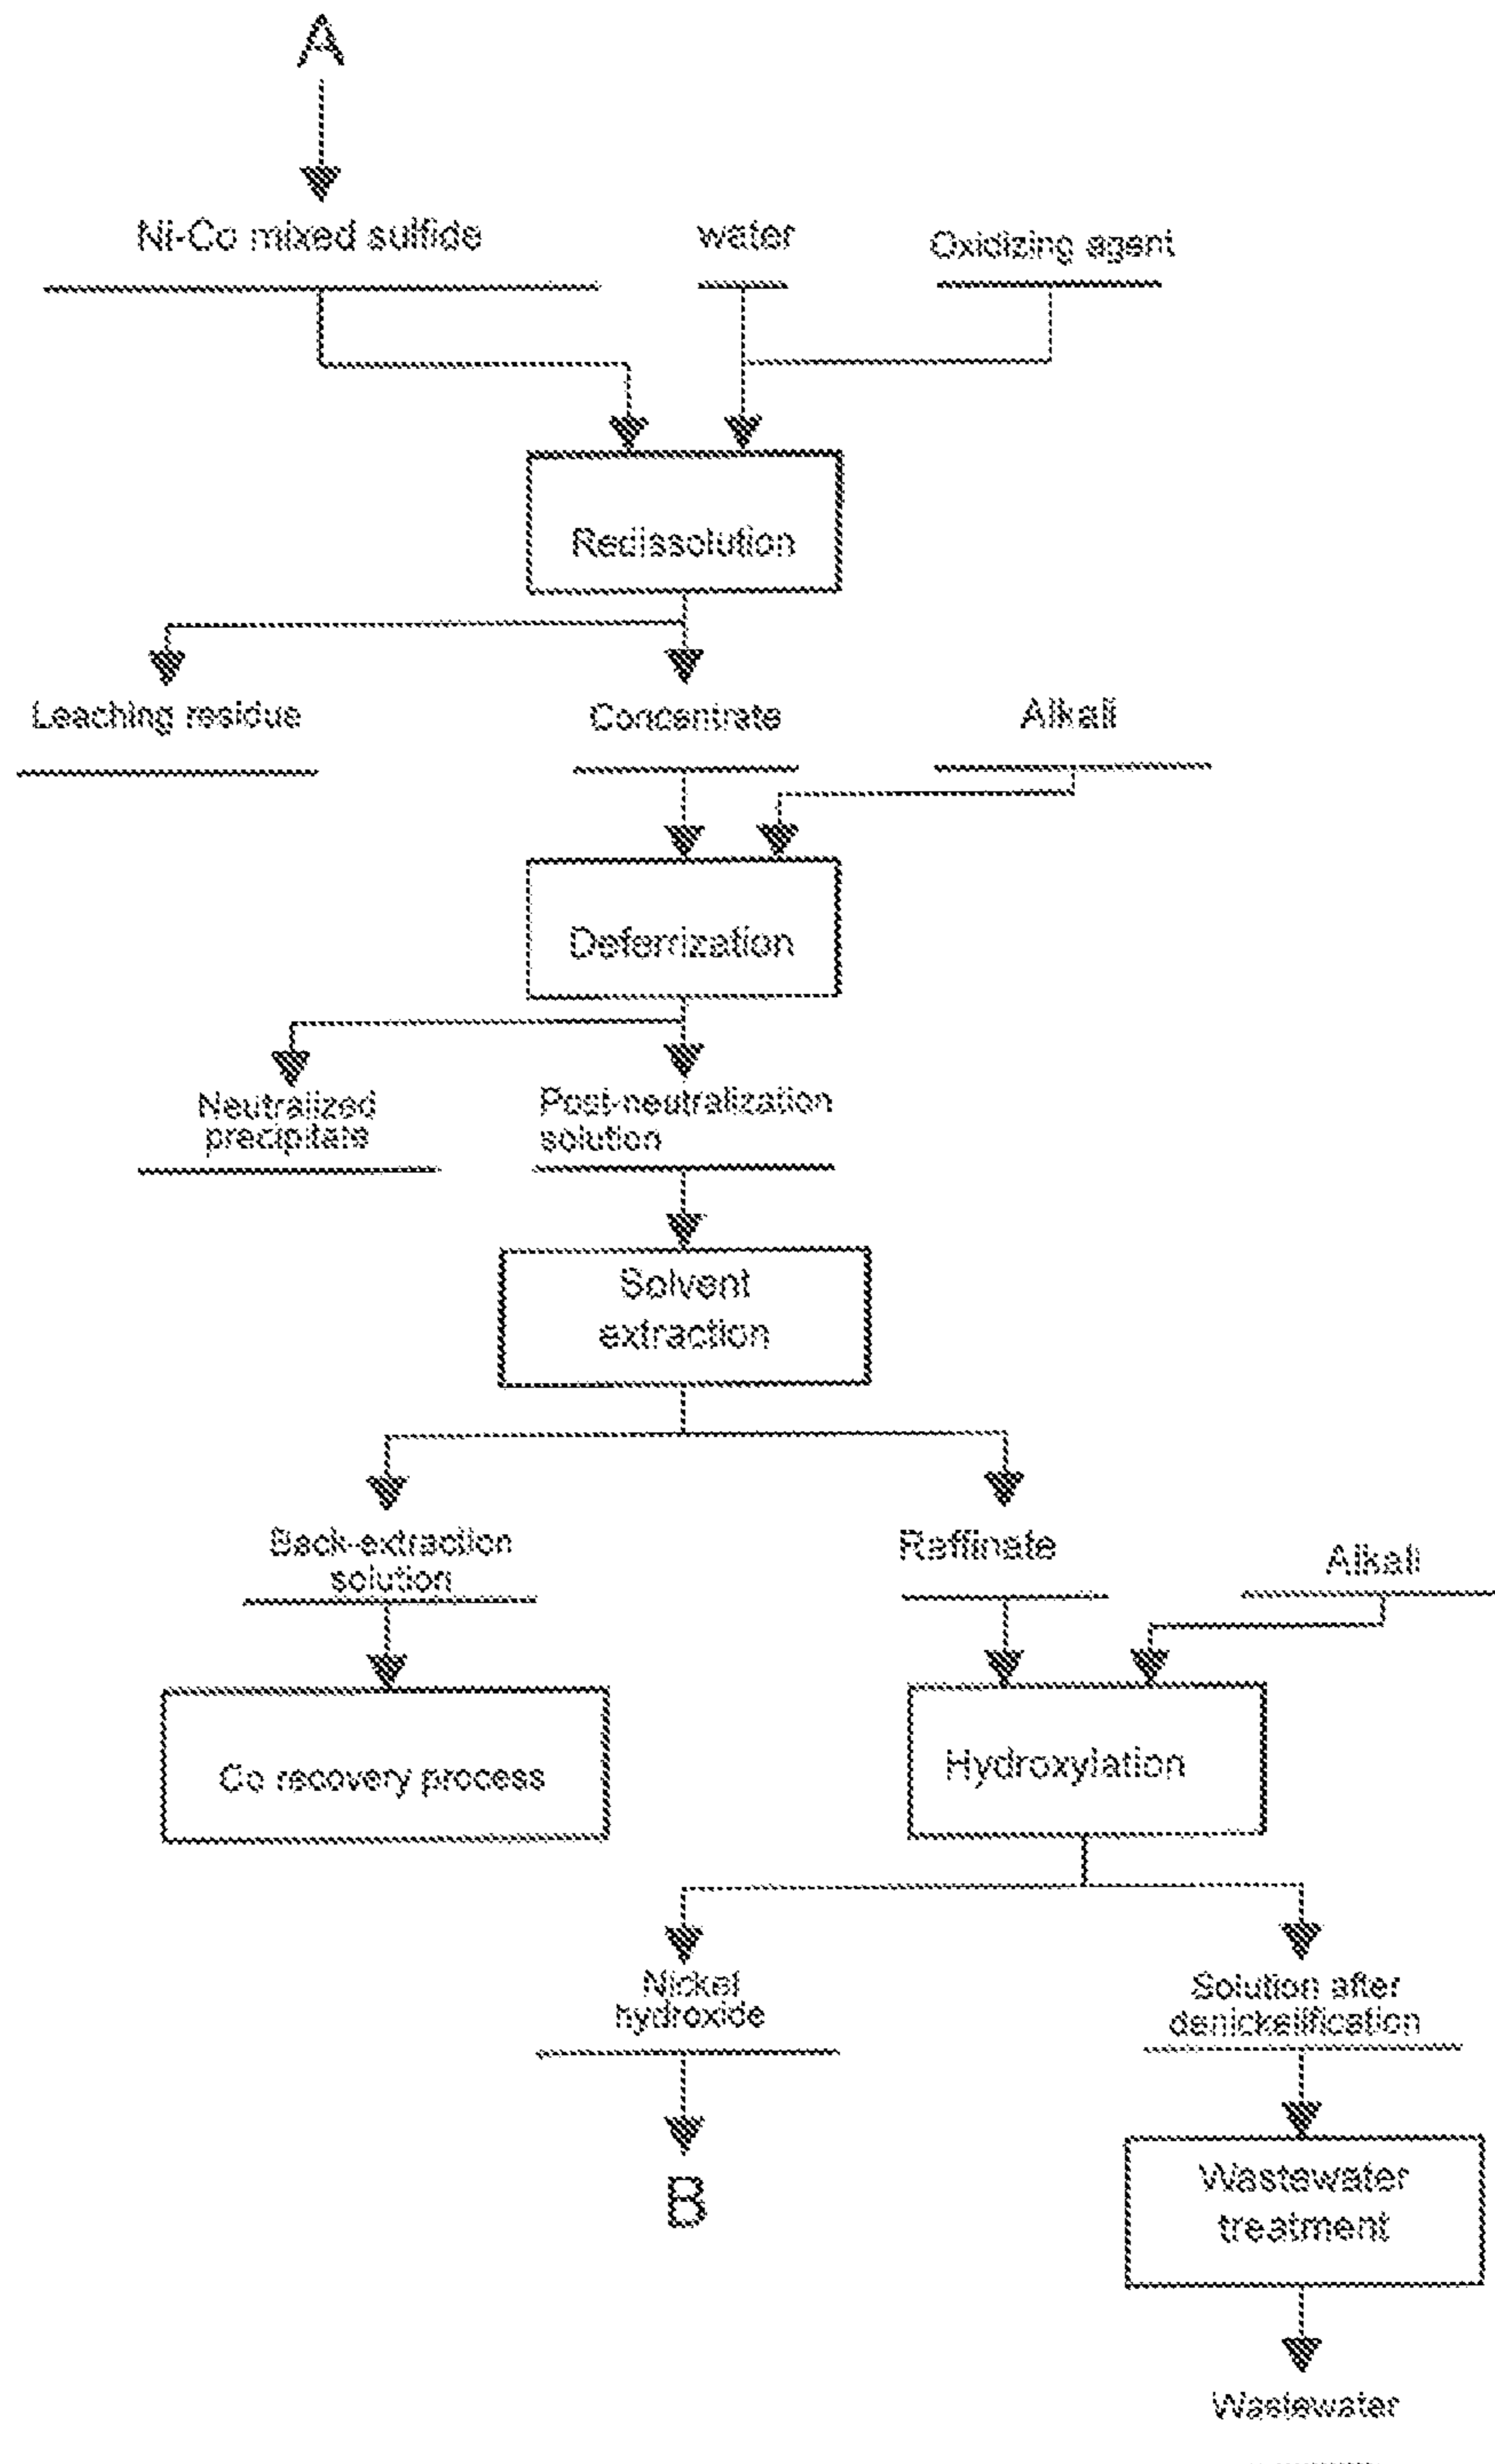 A
Ni-Co mixed sulfide
water
Oxidizing agent
Redissolution
Leaching residue
Concentrate
Alkali
Deferrization
Neutralized
precipitate
Post-neutralization
solution
Solvent
extraction
Back-extraction
solution
Raffinate
Alkali
Co recovery process
Hydroxylation
Nickel
hydroxide
Solution after
denickelification
B
Wastewater
treatment
Wastewater